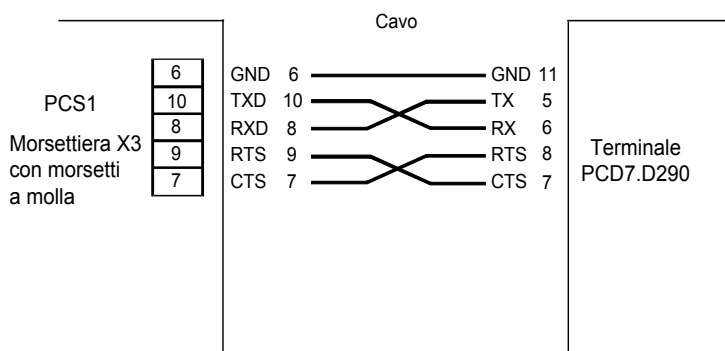 Cavo
6 GND 6 GND 11
PCS1 10 TXD 10 TX 5
8 RXD 8 RX 6
Morsettiera X3 9 RTS 9 RTS 8 Terminale
con morsetti 7 CTS 7 CTS 7 PCD7.D290
a molla